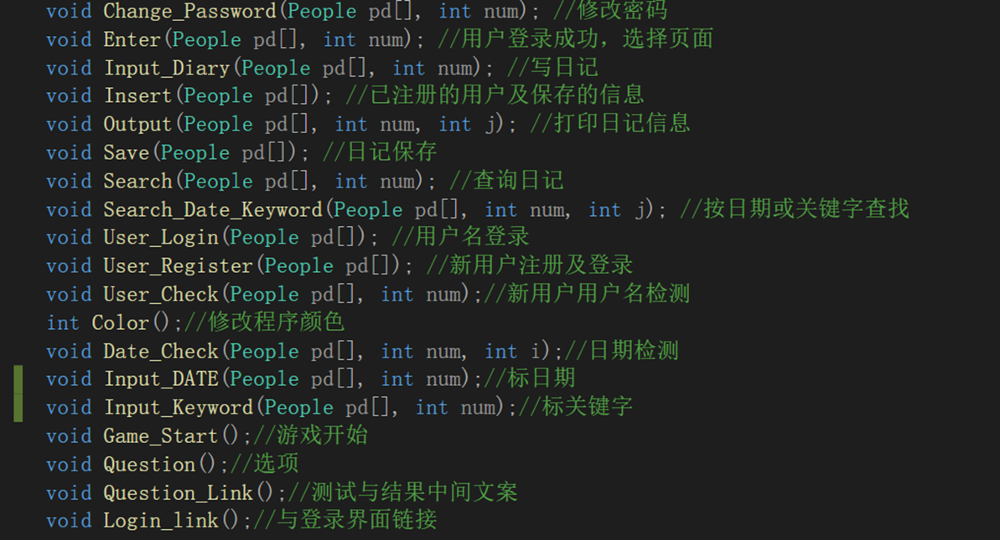 void Change_Password(People pd[], int num); //修改密码
void Enter(People pd[], int num); //用户登录成功，选择页面
void Input_Diary(People pd[], int num); //写日记
void Insert(People pd[]); //已注册的用户及保存的信息
void Output(People pd[], int num, int j); //打印日记信息
void Save(People pd[]); //日记保存
void Search(People pd[], int num); //查询日记
void Search_Date_Keyword(People pd[], int num, int j); //按日期或关键字查找
void User_Login(People pd[]); //用户名登录
void User_Register(People pd[]); //新用户注册及登录
void User_Check(People pd[], int num);//新用户用户名检测
int Color();//修改程序颜色
void Date_Check(People pd[], int num, int i);//日期检测
void Input_DATE(People pd[], int num);//标日期
void Input_Keyword(People pd[], int num);//标关键字
void Game_Start();//游戏开始
void Question();//选项
void Question_Link();//测试与结果中间文案
void Login_link();//与登录界面链接